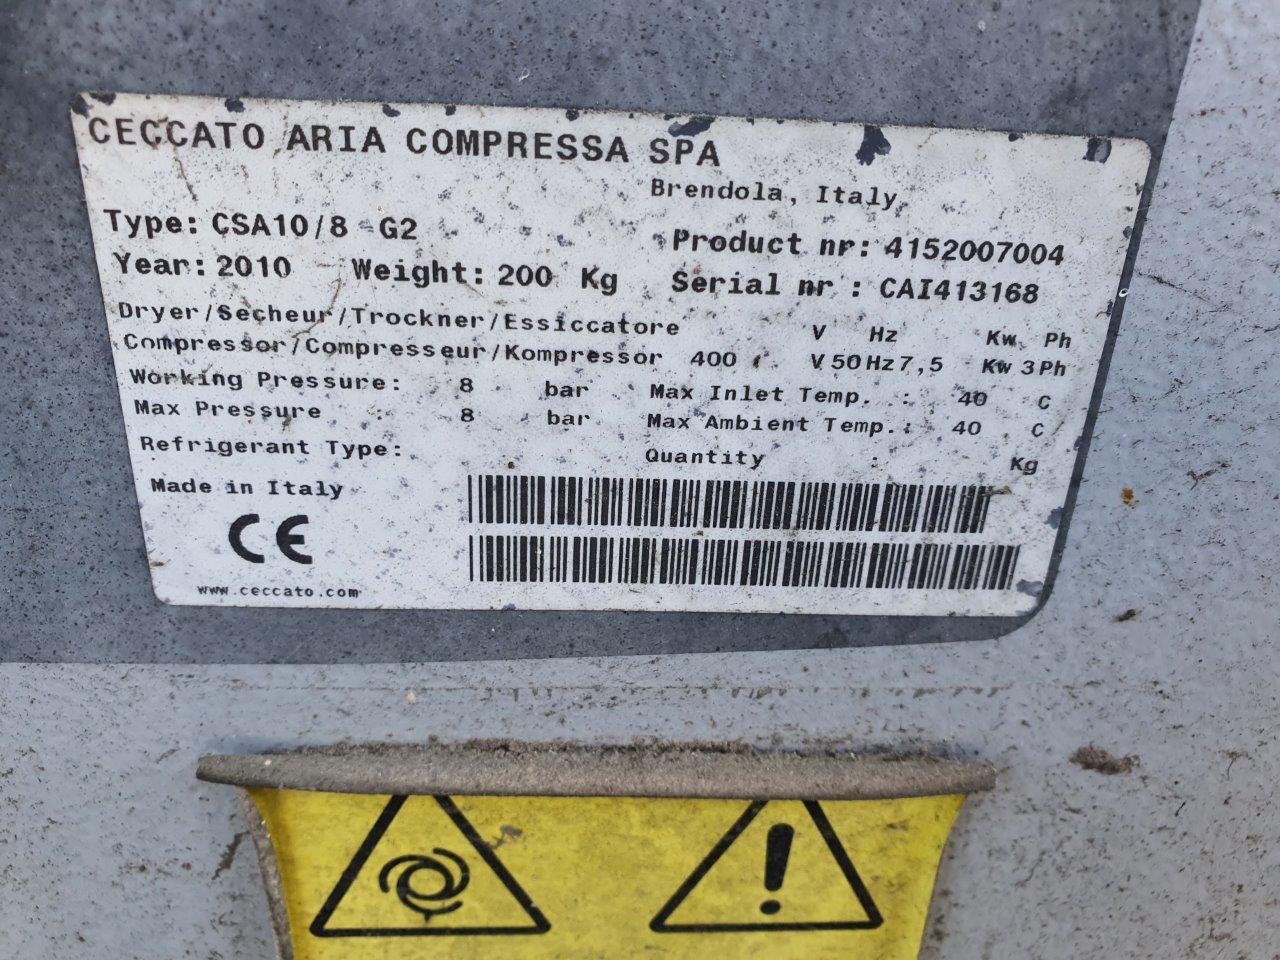 CECCATO ARIA COMPRESSA SPA
Brendola, Italy
Type: CSA10/8 G2 Product nr: 4152007004
Year: 2010 Weight: 200 Kg Serial nr : CAI413168
Dryer/Secheur/Trockner/Essiccatore V Hz Kw Ph
Compressor/Compresseur/Kompressor 400 V 50 Hz 7,5 Kw 3 Ph
Working Pressure: 8 bar Max Inlet Temp. : 40 C
Max Pressure : 8 bar Max Ambient Temp.: 40 C
Refrigerant Type: Quantity : Kg
Made in Italy
CE
www.ceccato.com